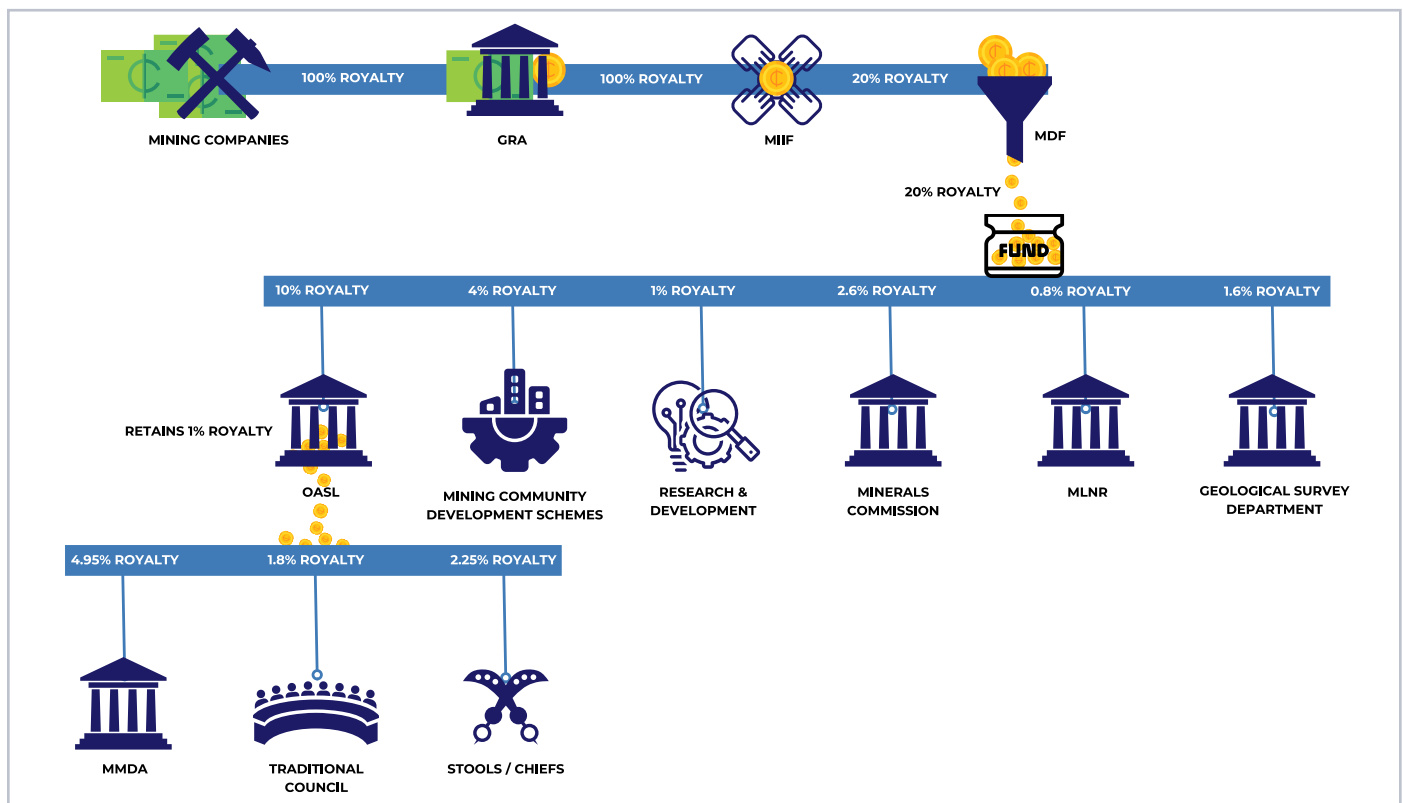 100% ROYALTY
100% ROYALTY
20% ROYALTY
MINING COMPANIES
GRA
MIIF
MDF
20% ROYALTY
FUND
10% ROYALTY
4% ROYALTY
1% ROYALTY
2.6% ROYALTY
0.8% ROYALTY
1.6% ROYALTY
RETAINS 1% ROYALTY
OASL
MINING COMMUNITY
DEVELOPMENT SCHEMES
RESEARCH &
DEVELOPMENT
MINERALS
COMMISSION
MLNR
GEOLOGICAL SURVEY
DEPARTMENT
4.95% ROYALTY
1.8% ROYALTY
2.25% ROYALTY
MMDA
TRADITIONAL
COUNCIL
STOOLS / CHIEFS